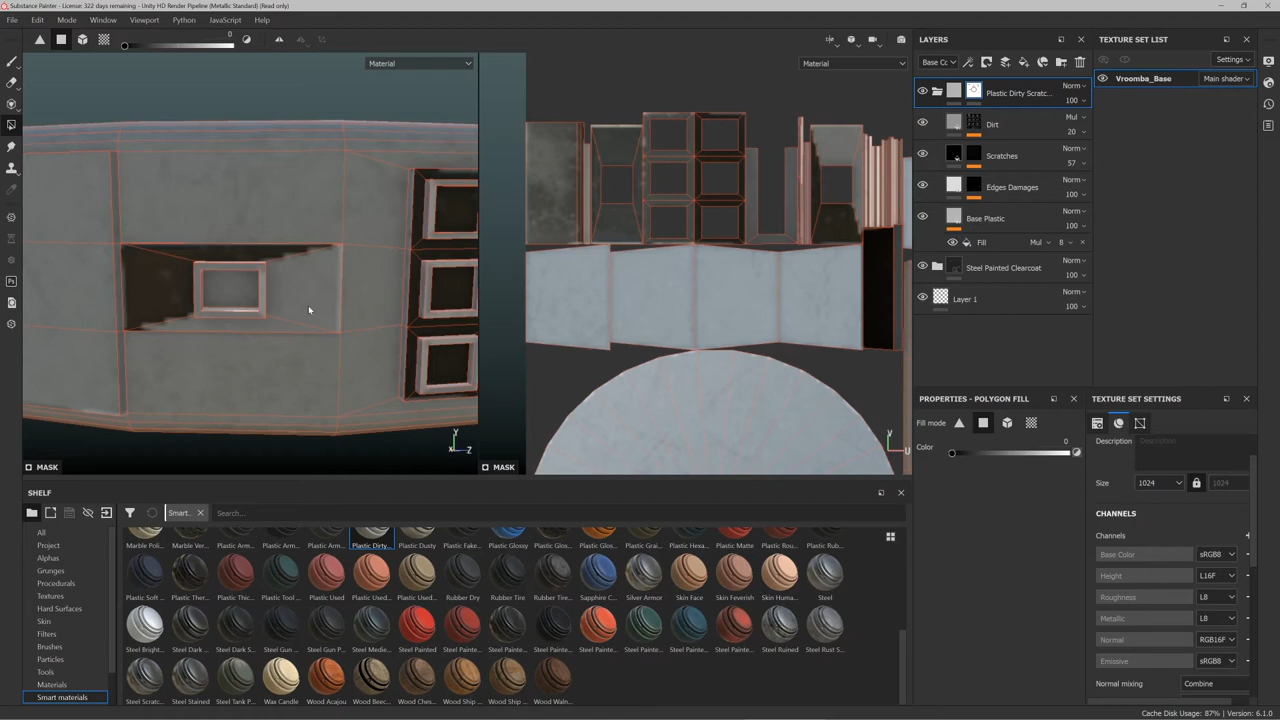 Substance Painter - License: 322 days remaining - Unity HD Render Pipeline (Metallic Standard) (Read only)
File Edit Mode Window Viewport Python JavaScript Help
0
Material
Material
MASK
MASK
Y
Z
U
LAYERS
Base Cc
Plastic Dirty Scratc... Norm 100
Dirt Mul 20
Scratches Norm 57
Edges Damages Norm 100
Base Plastic Norm 100
Fill Mul 8
Steel Painted Clearcoat Norm 100
Layer 1 Norm 100
TEXTURE SET LIST
Settings
Vroomba_Base Main shader
PROPERTIES - POLYGON FILL
Fill mode
Color 0
TEXTURE SET SETTINGS
Description Description
Size 1024 1024
CHANNELS
Channels
Base Color sRGB8
Height L16F
Roughness L8
Metallic L8
Normal RGB16F
Emissive sRGB8
Normal mixing Combine
SHELF
Smart... Search...
All
Project
Alphas
Grunges
Procedurals
Textures
Hard Surfaces
Skin
Filters
Brushes
Particles
Tools
Materials
Smart materials
Marble Poli... Marble Ver... Plastic Arm... Plastic Arm... Plastic Arm... Plastic Dirty... Plastic Dusty Plastic Fake... Plastic Glossy Plastic Glos... Plastic Grai... Plastic Hexa... Plastic Matte Plastic Rou... Plastic Rub...
Plastic Soft ... Plastic Ther... Plastic Thic... Plastic Tool ... Plastic Used Plastic Used... Plastic Used... Rubber Dry Rubber Tire Rubber Tire... Sapphire C... Silver Armor Skin Face Skin Feverish Skin Huma... Steel
Steel Bright... Steel Dark ... Steel Dark S... Steel Gun ... Steel Gun P... Steel Medie... Steel Painted Steel Painte... Steel Painte... Steel Painte... Steel Painte... Steel Painte... Steel Painte... Steel Painte... Steel Ruined Steel Rust S...
Steel Scratc... Steel Stained Steel Tank P... Wax Candle Wood Acajou Wood Beec... Wood Ches... Wood Ship ... Wood Ship ... Wood Waln...
Cache Disk Usage: 87% | Version: 6.1.0